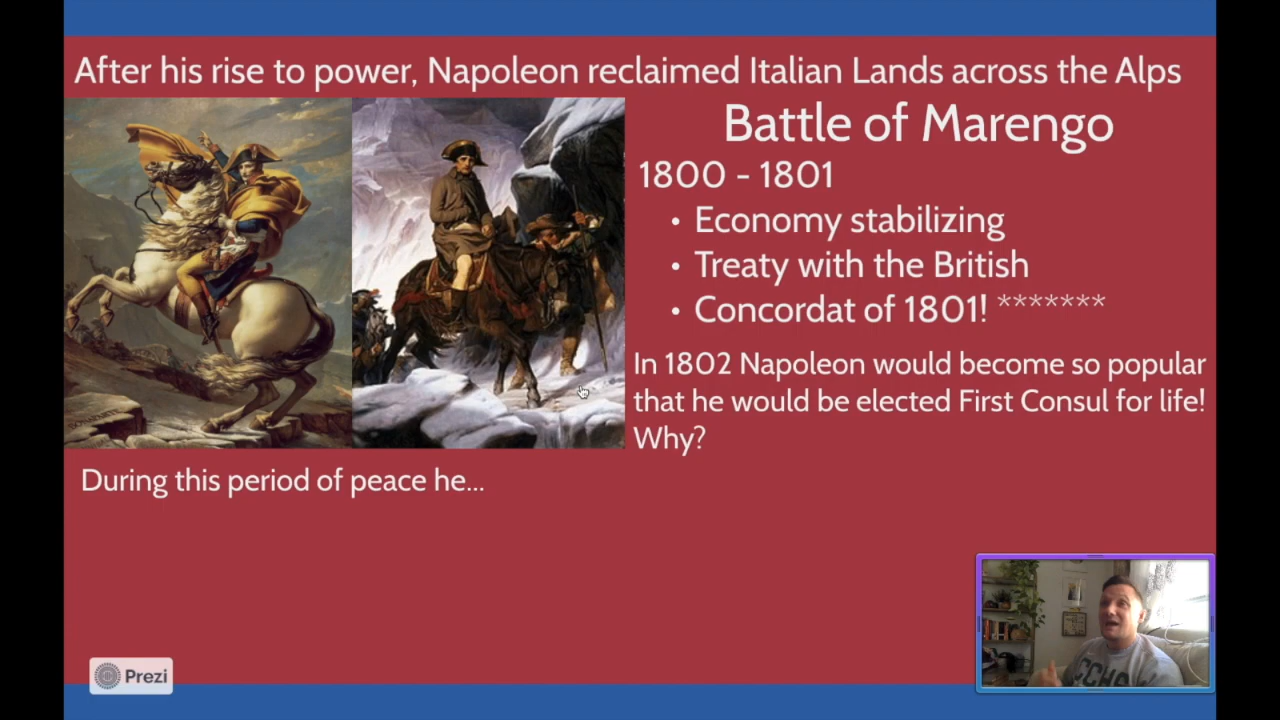 After his rise to power, Napoleon reclaimed Italian Lands across the Alps
Battle of Marengo
1800 - 1801
• Economy stabilizing
• Treaty with the British
• Concordat of 1801! *******
In 1802 Napoleon would become so popular
that he would be elected First Consul for life!
Why?
During this period of peace he...
Prezi